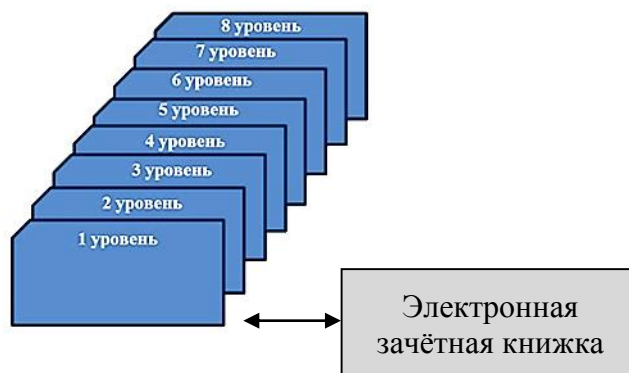 8 уровень
7 уровень
6 уровень
5 уровень
4 уровень
3 уровень
2 уровень
1 уровень
Электронная
зачётная книжка